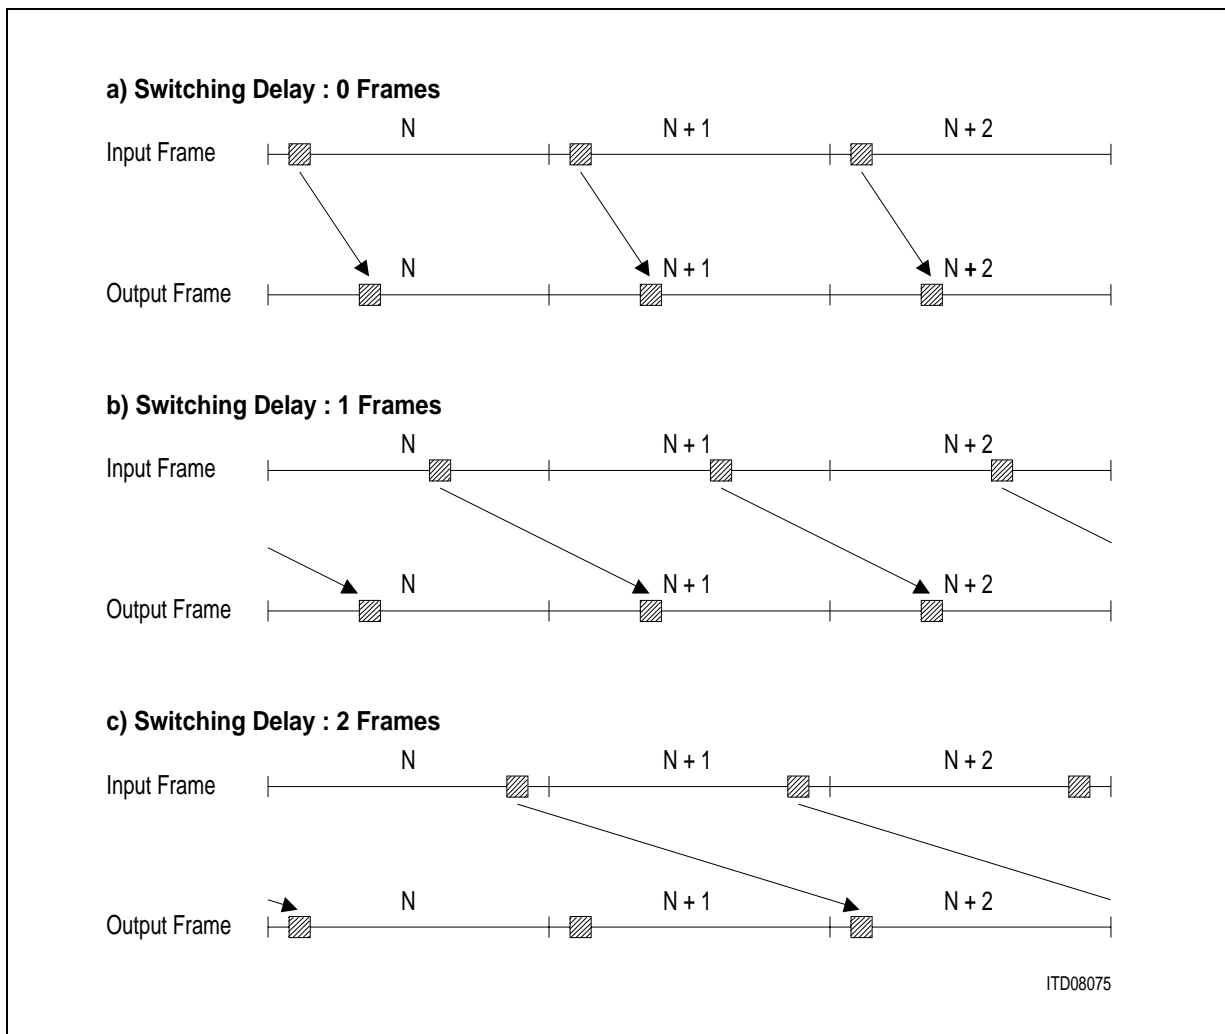 a) Switching Delay : 0 Frames
N N + 1 N + 2
Input Frame
N N + 1 N + 2
Output Frame
b) Switching Delay : 1 Frames
N N + 1 N + 2
Input Frame
N N + 1 N + 2
Output Frame
c) Switching Delay : 2 Frames
N N + 1 N + 2
Input Frame
N N + 1 N + 2
Output Frame
ITD08075